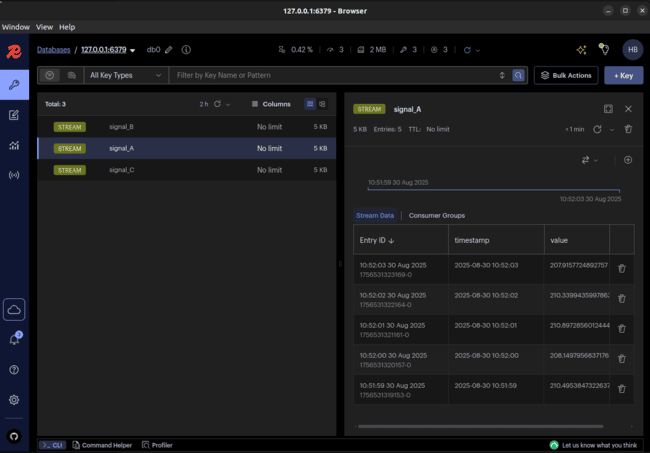 127.0.0.1:6379 - Browser
Window View Help
Databases / 127.0.0.1:6379 db0 0.42 % 3 2 MB 3 3 HB
All Key Types Filter by Key Name or Pattern Bulk Actions + Key
Total: 3 2 h Columns
STREAM signal_B No limit 5 KB
STREAM signal_A No limit 5 KB
STREAM signal_C No limit 5 KB
STREAM signal_A
5 KB Entries: 5 TTL: No limit < 1 min
10:51:59 30 Aug 2025
10:52:03 30 Aug 2025
Stream Data Consumer Groups
Entry ID timestamp value
10:52:03 30 Aug 2025 2025-08-30 10:52:03 207.9157724892757
1756531323169-0
10:52:02 30 Aug 2025 2025-08-30 10:52:02 210.339943599786
1756531322164-0
10:52:01 30 Aug 2025 2025-08-30 10:52:01 210.8972856012444
1756531321161-0
10:52:00 30 Aug 2025 2025-08-30 10:52:00 208.1497956837176
1756531320157-0
10:51:59 30 Aug 2025 2025-08-30 10:51:59 210.4953847322637
1756531319153-0
3
>_ CLI Command Helper Profiler Let us know what you think